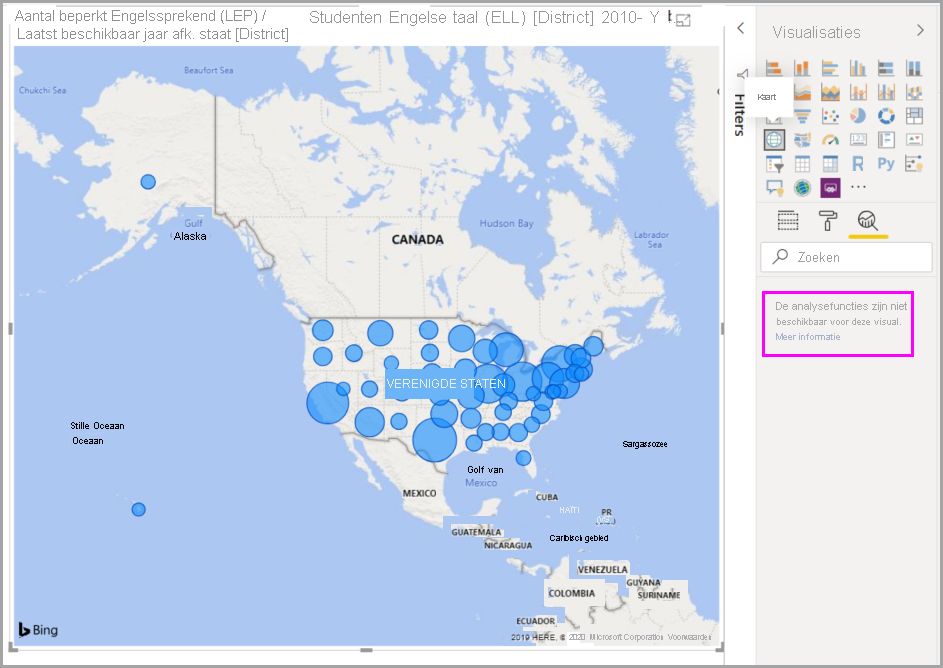 Aantal beperkt Engelssprekend (LEP) /
Laatst beschikbaar jaar afk. staat [District]
Studenten Engelse taal (ELL) [District] 2010- Y
Beaufort Sea
Chukchi Sea
Gulf
Alaska
CANADA
Hudson Bay
Labrador
Sea
VERENIGDE STATEN
Stille Oceaan
Oceaan
Sargassozee
Golf van
Mexico
MEXICO
CUBA
HAITI
PR
GUATEMALA
NICARAGUA
Caribisch gebied
VENEZUELA
GUYANA
COLOMBIA
SURINAME
ECUADOR
Bing
2019 HERE, © 2020 Microsoft Corporation Voorwaarden
Filters
Visualisaties
Kaart
123
R
Py
Zoeken
De analysefuncties zijn niet
beschikbaar voor deze visual.
Meer informatie